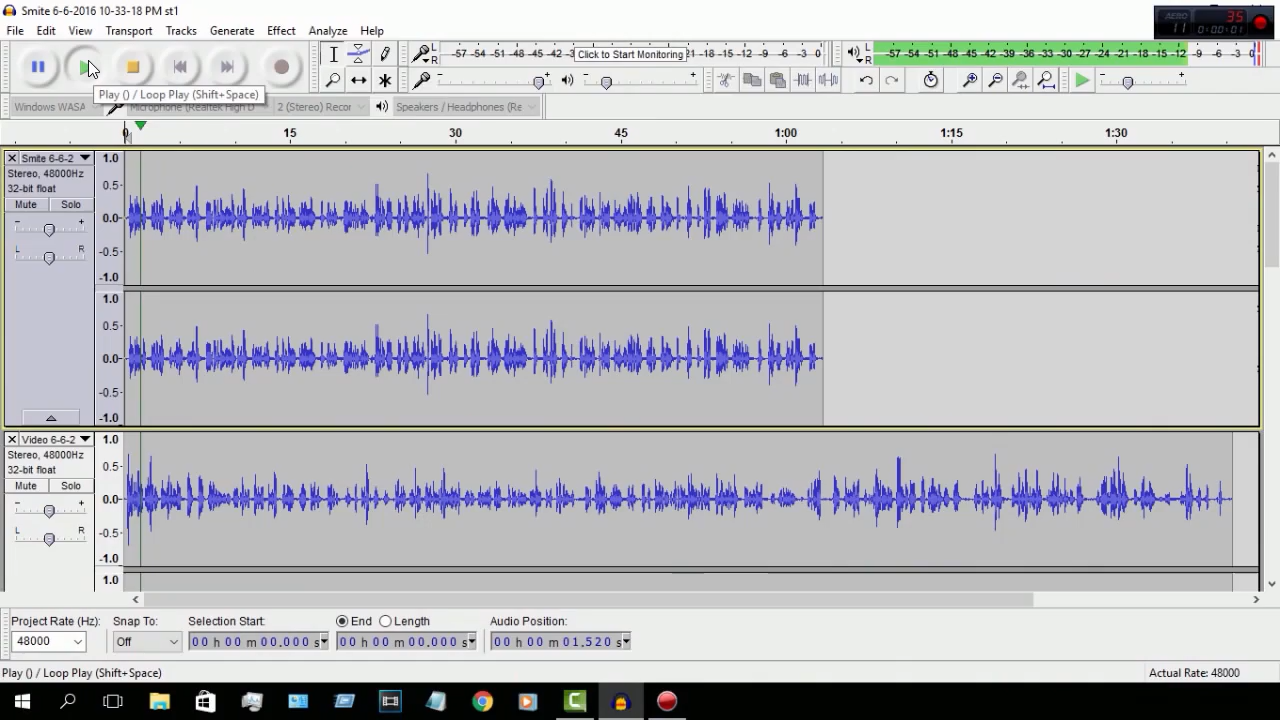 Smite 6-6-2016 10-33-18 PM st1
File Edit View Transport Tracks Generate Effect Analyze Help
L R -57 -54 -51 -48 -45 -42 Click to Start Monitoring -18 -15 -12 -9 -6 -3 0
L R -57 -54 -51 -48 -45 -42 -39 -36 -33 -30 -27 -24 -21 -18 -15 -12 -9 -6 -3 0
35
11 0:00:01
Play () / Loop Play (Shift+Space)
Windows WASA Microphone (Realtek High D 2 (Stereo) Recor Speakers / Headphones (Re
0 15 30 45 1:00 1:15 1:30
Smite 6-6-2
Stereo, 48000Hz
32-bit float
Mute Solo
- +
L R
1.0
0.5
0.0
-0.5
-1.0
1.0
0.5
0.0
-0.5
-1.0
Video 6-6-2
Stereo, 48000Hz
32-bit float
Mute Solo
- +
L R
1.0
0.5
0.0
-0.5
-1.0
1.0
Project Rate (Hz): Snap To: Selection Start: End Length Audio Position:
48000 Off 00 h 00 m 00.000 s 00 h 00 m 00.000 s 00 h 00 m 01.520 s
Play () / Loop Play (Shift+Space) Actual Rate: 48000